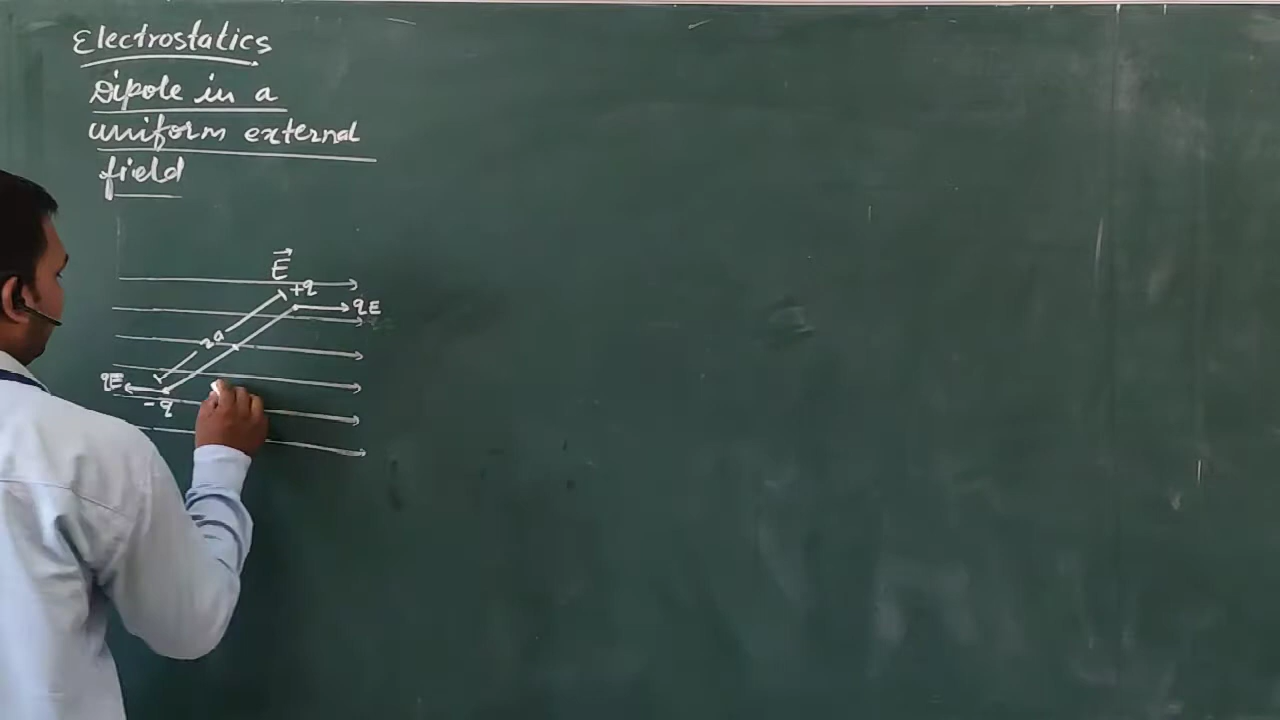 Electrostatics
Dipole in a
uniform external
field
E
+q
qE
2a
qE
-q